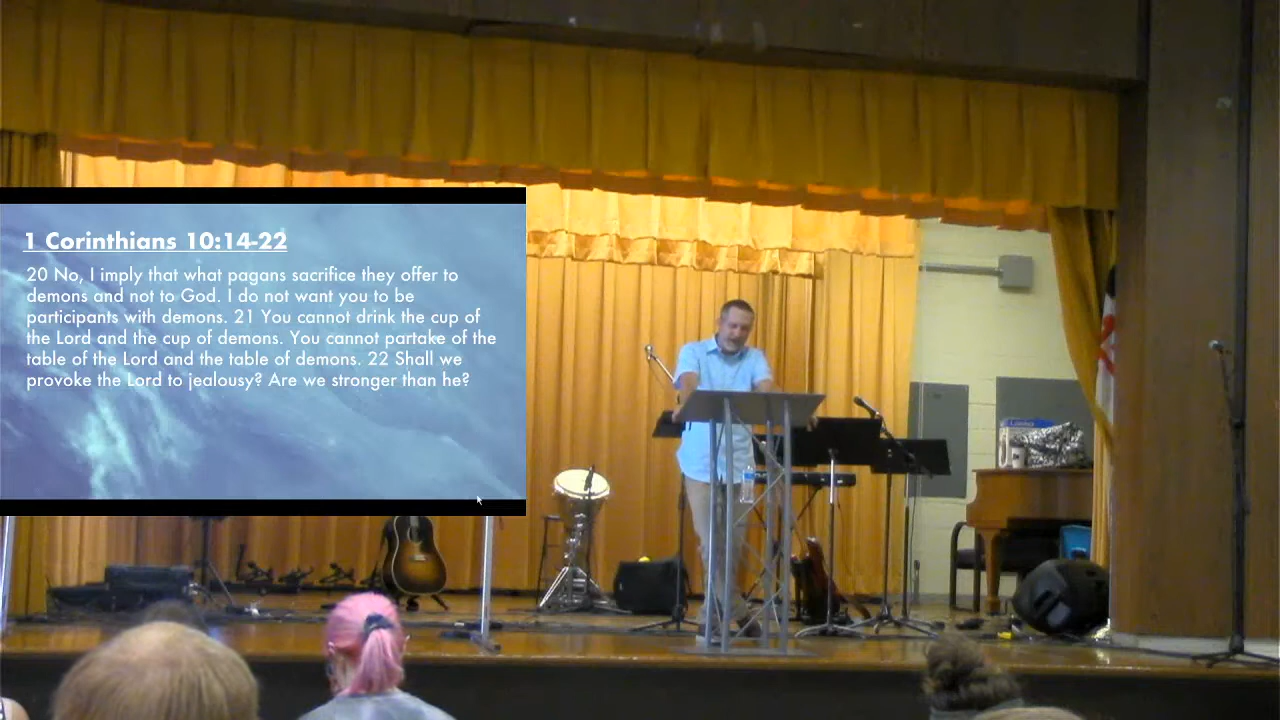 1 Corinthians 10:14-22
20 No, I imply that what pagans sacrifice they offer to
demons and not to God. I do not want you to be
participants with demons. 21 You cannot drink the cup of
the Lord and the cup of demons. You cannot partake of the
table of the Lord and the table of demons. 22 Shall we
provoke the Lord to jealousy? Are we stronger than he?